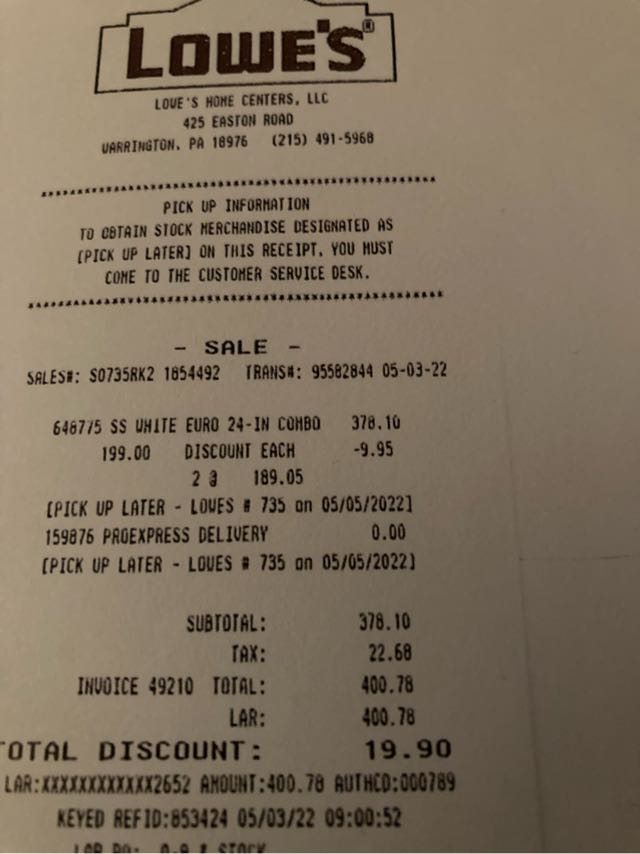 LOWE'S®
LOWE'S HOME CENTERS, LLC
425 EASTON ROAD
WARRINGTON, PA 18976 (215) 491-5968
PICK UP INFORMATION
TO OBTAIN STOCK MERCHANDISE DESIGNATED AS
[PICK UP LATER] ON THIS RECEIPT, YOU MUST
COME TO THE CUSTOMER SERVICE DESK.
- SALE -
SALES#: S0735RK2 1854492 TRANS#: 95582844 05-03-22
648775 SS WHITE EURO 24-IN COMBO 378.10
199.00 DISCOUNT EACH -9.95
2 @ 189.05
[PICK UP LATER - LOWES # 735 on 05/05/2022]
159876 PROEXPRESS DELIVERY 0.00
[PICK UP LATER - LOWES # 735 on 05/05/2022]
SUBTOTAL: 378.10
TAX: 22.68
INVOICE 49210 TOTAL: 400.78
LAR: 400.78
TOTAL DISCOUNT: 19.90
LAR:XXXXXXXXXXXX2652 AMOUNT:400.78 AUTHCD:000789
KEYED REFID:853424 05/03/22 09:00:52
LAR PO: & STOCK